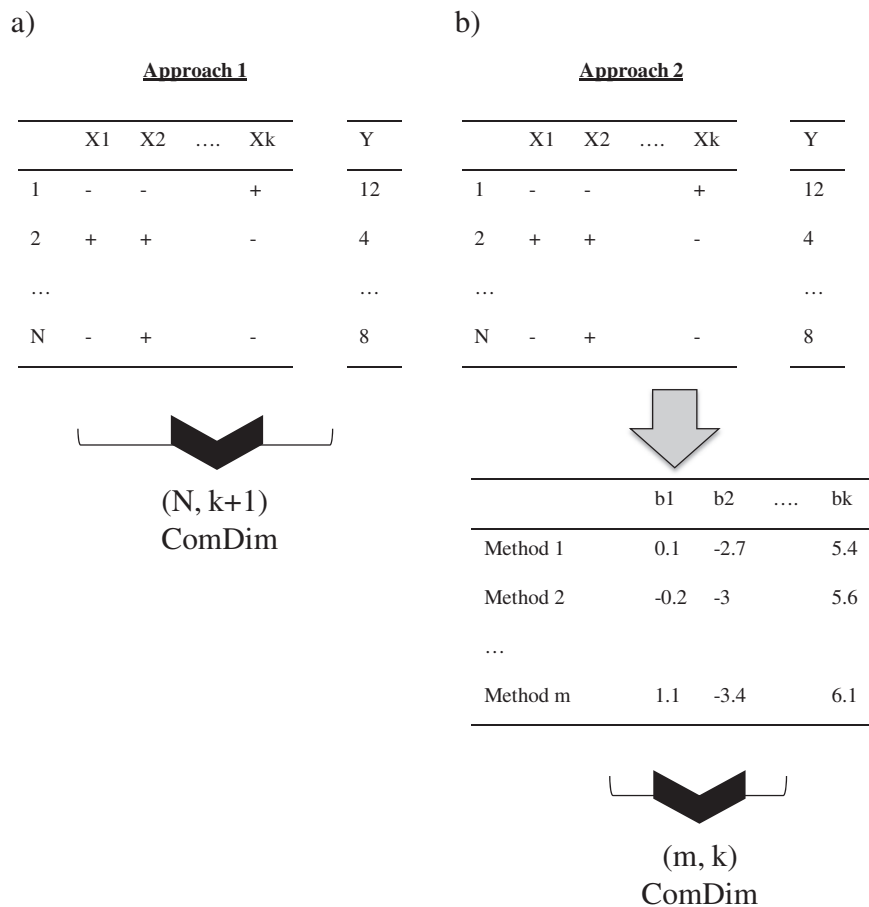 a)
Approach 1
X1 X2 .... Xk Y
1 - - + 12
2 + + - 4
... ...
N - + - 8
(N, k+1)
ComDim
b)
Approach 2
X1 X2 .... Xk Y
1 - - + 12
2 + + - 4
... ...
N - + - 8
b1 b2 .... bk
Method 1 0.1 -2.7 5.4
Method 2 -0.2 -3 5.6
...
Method m 1.1 -3.4 6.1
(m, k)
ComDim